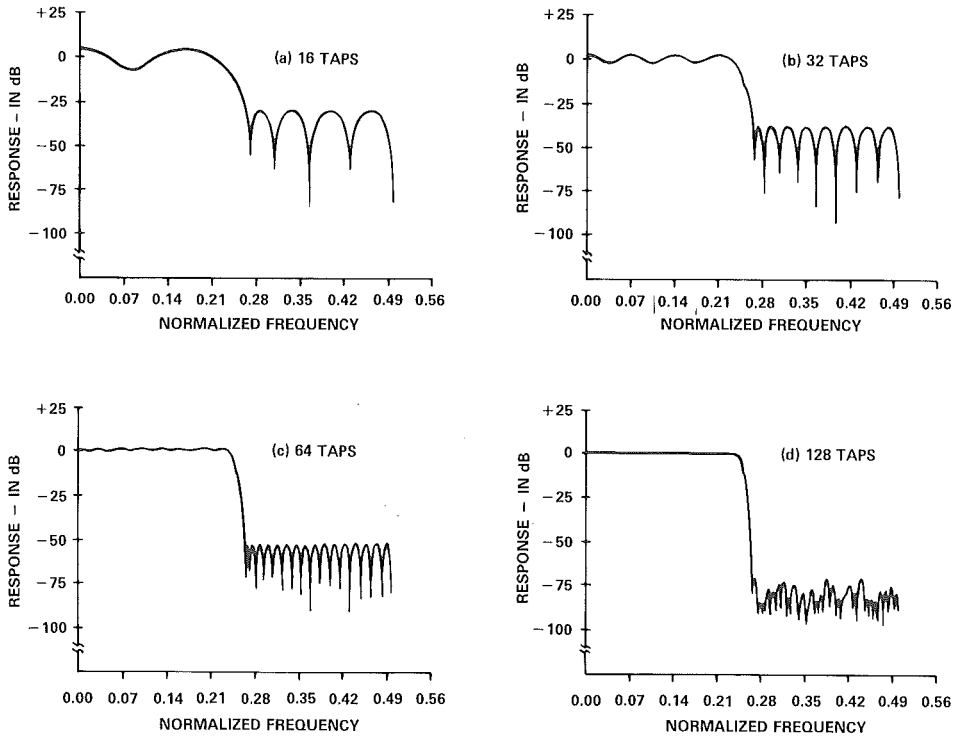 +25
0
−25
−50
−75
−100
RESPONSE – IN dB
(a) 16 TAPS
0.00 0.07 0.14 0.21 0.28 0.35 0.42 0.49 0.56
NORMALIZED FREQUENCY
+25
0
−25
−50
−75
−100
RESPONSE – IN dB
(b) 32 TAPS
0.00 0.07 0.14 0.21 0.28 0.35 0.42 0.49 0.56
NORMALIZED FREQUENCY
+25
0
−25
−50
−75
−100
RESPONSE – IN dB
(c) 64 TAPS
0.00 0.07 0.14 0.21 0.28 0.35 0.42 0.49 0.56
NORMALIZED FREQUENCY
+25
0
−25
−50
−75
−100
RESPONSE – IN dB
(d) 128 TAPS
0.00 0.07 0.14 0.21 0.28 0.35 0.42 0.49 0.56
NORMALIZED FREQUENCY